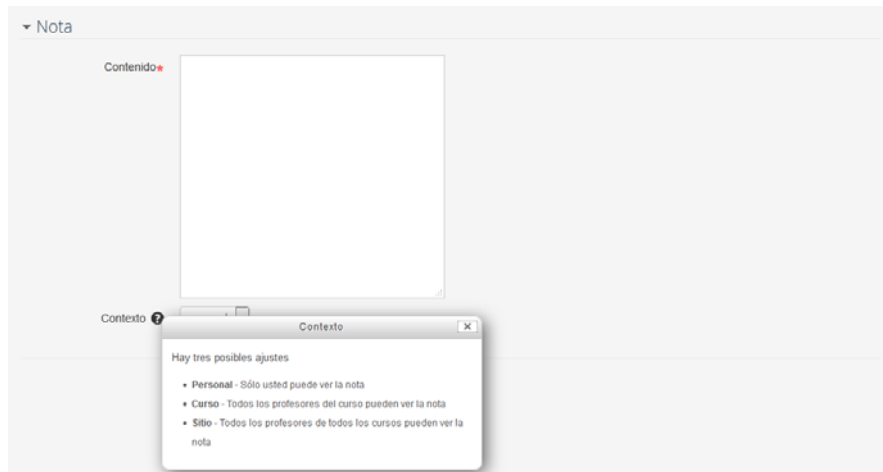 Nota
Contenido*
Contexto
Contexto
Hay tres posibles ajustes
• Personal - Sólo usted puede ver la nota
• Curso - Todos los profesores del curso pueden ver la nota
• Sitio - Todos los profesores de todos los cursos pueden ver la
nota